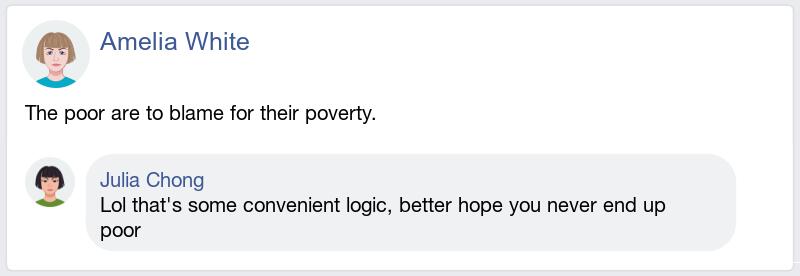 Amelia White
The poor are to blame for their poverty.
Julia Chong
Lol that's some convenient logic, better hope you never end up
poor